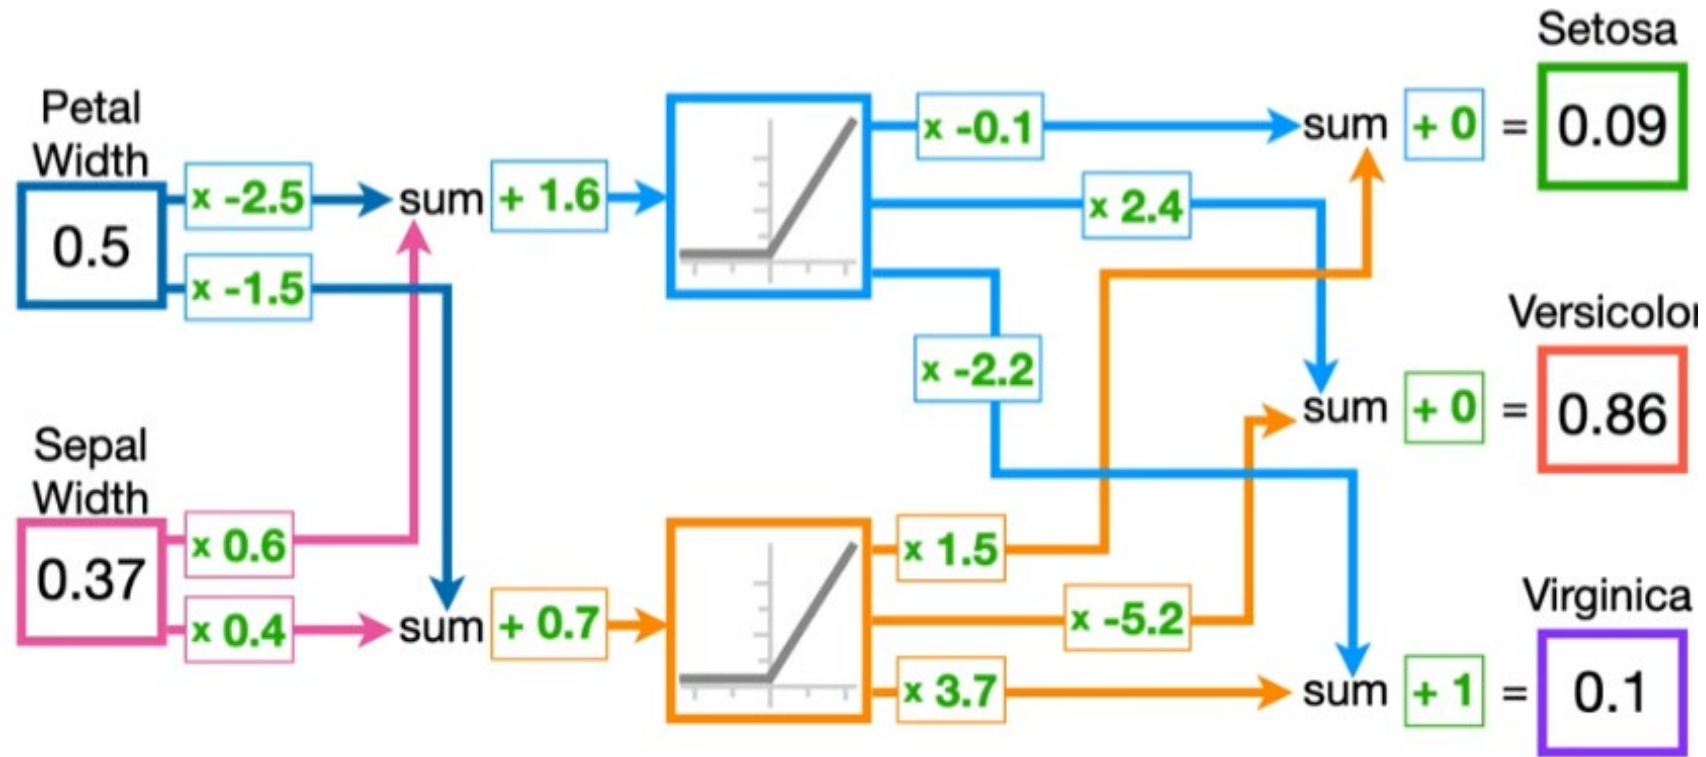 Setosa
Petal
Width
x -0.1
sum + 0 = 0.09
x -2.5
sum + 1.6
x 2.4
0.5
x -1.5
Versicolor
x -2.2
sum + 0 = 0.86
Sepal
Width
x 0.6
x 1.5
0.37
Virginica
x 0.4
sum + 0.7
x -5.2
x 3.7
sum + 1 = 0.1